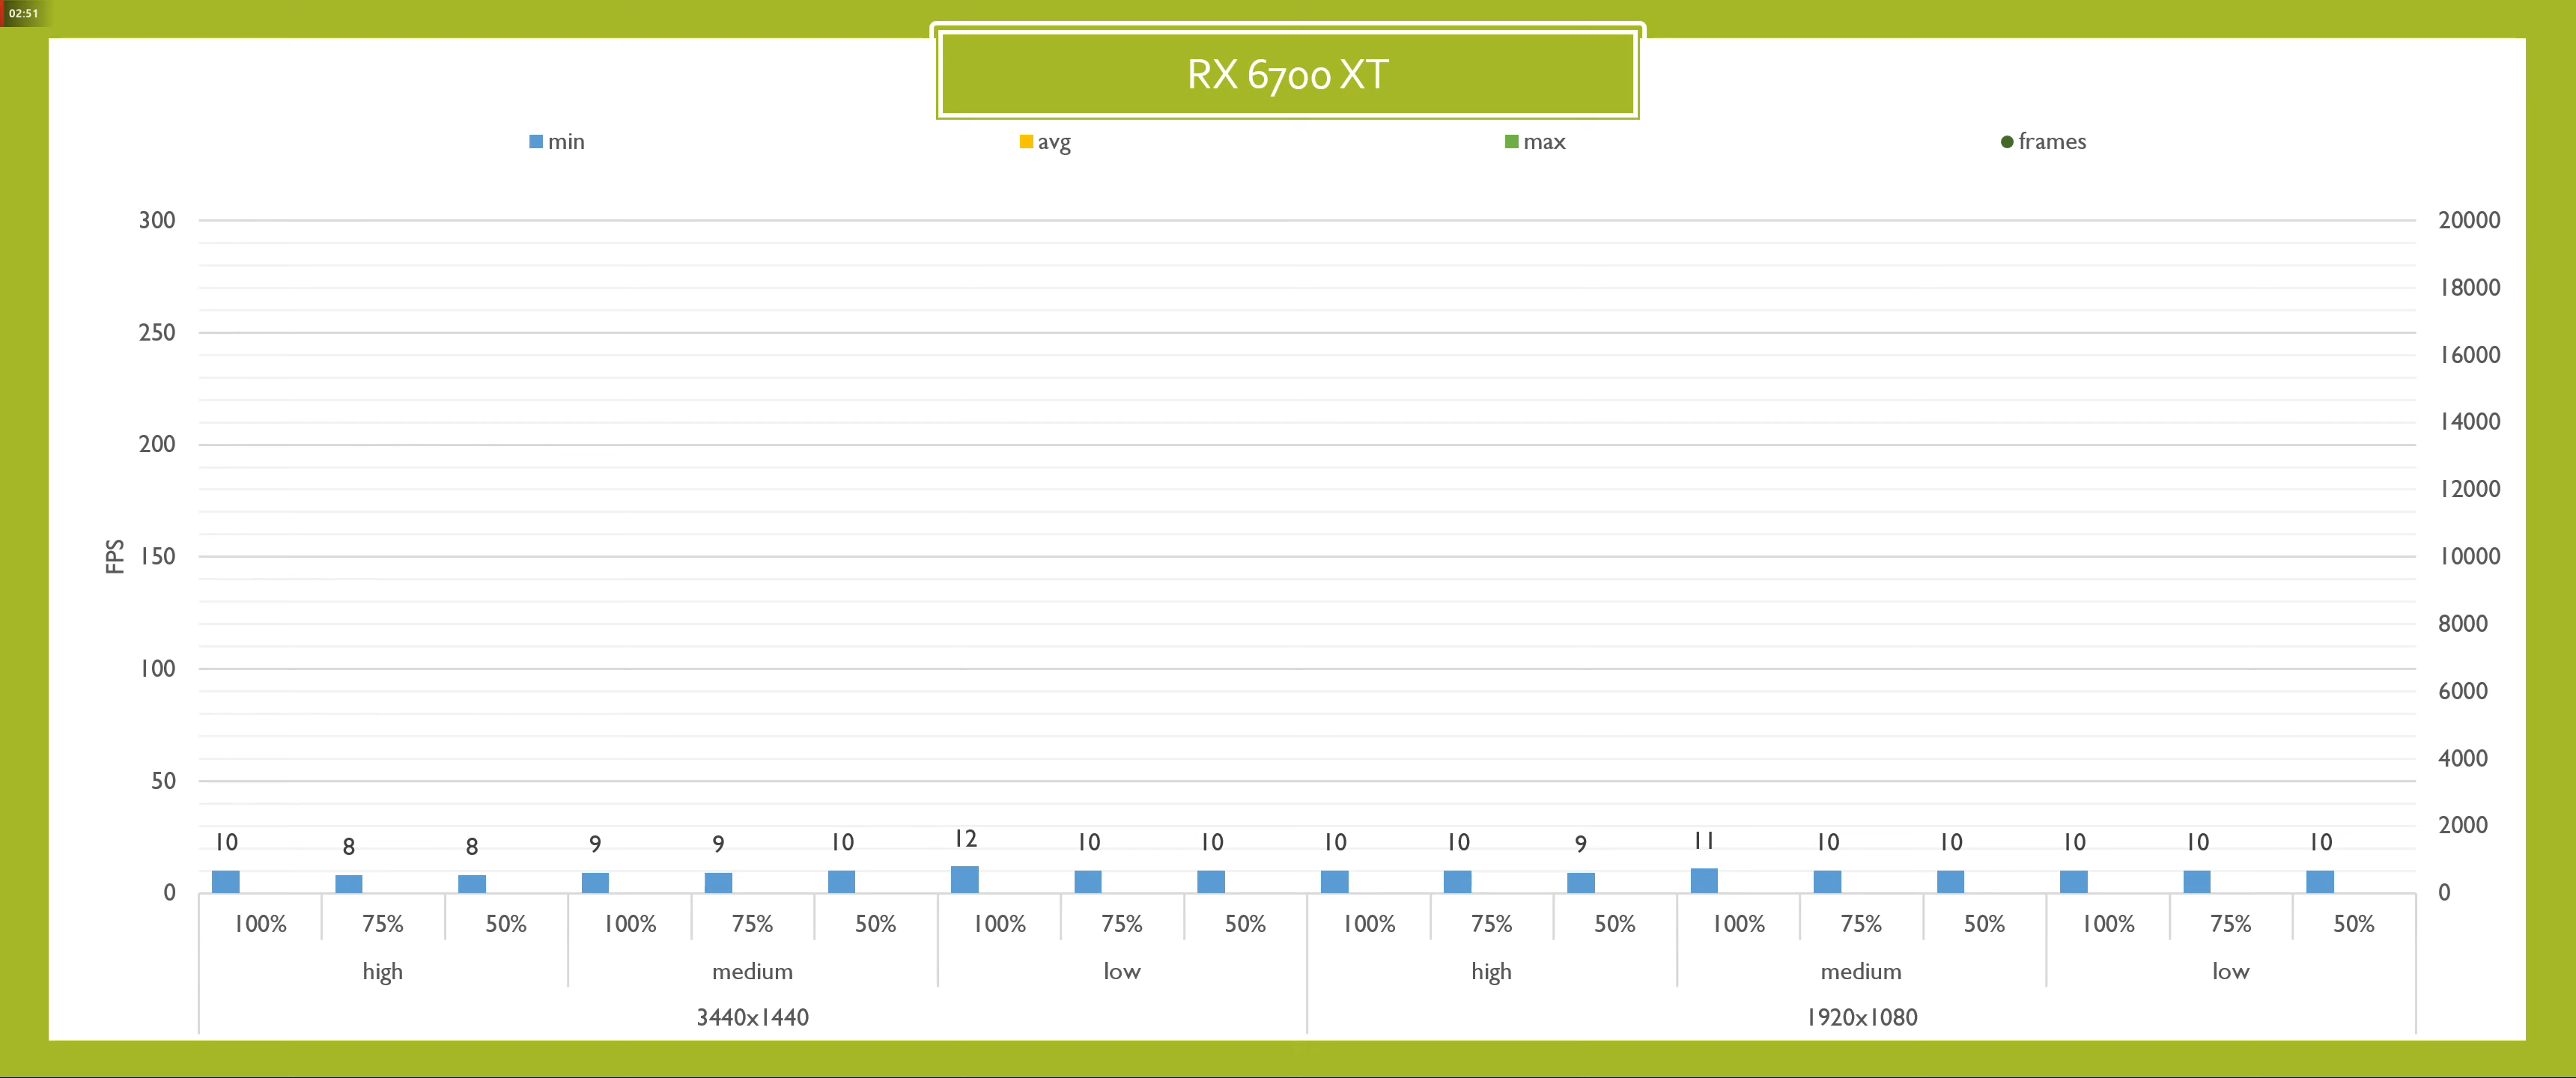 02:51
RX 6700 XT
min avg max frames
300 20000
18000
250
16000
14000
200
12000
FPS 150 10000
8000
100
6000
4000
50
2000
10 8 8 9 9 10 12 10 10 10 10 9 11 10 10 10 10 10
0 0
100% 75% 50% 100% 75% 50% 100% 75% 50% 100% 75% 50% 100% 75% 50% 100% 75% 50%
high medium low high medium low
3440x1440 1920x1080